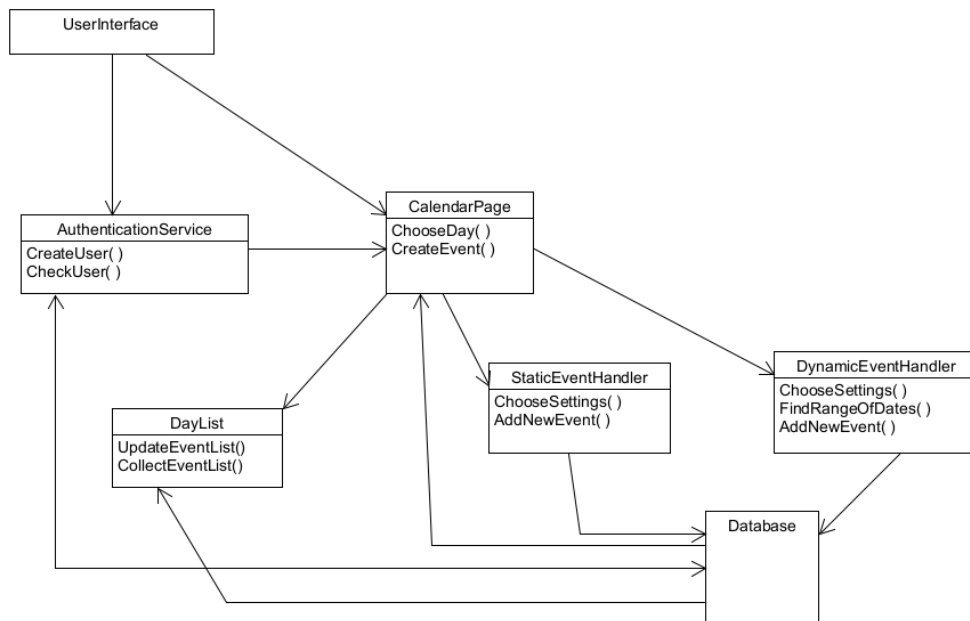 UserInterface
AuthenticationService
CreateUser( )
CheckUser( )
CalendarPage
ChooseDay( )
CreateEvent( )
DayList
UpdateEventList()
CollectEventList()
StaticEventHandler
ChooseSettings( )
AddNewEvent( )
DynamicEventHandler
ChooseSettings( )
FindRangeOfDates( )
AddNewEvent( )
Database